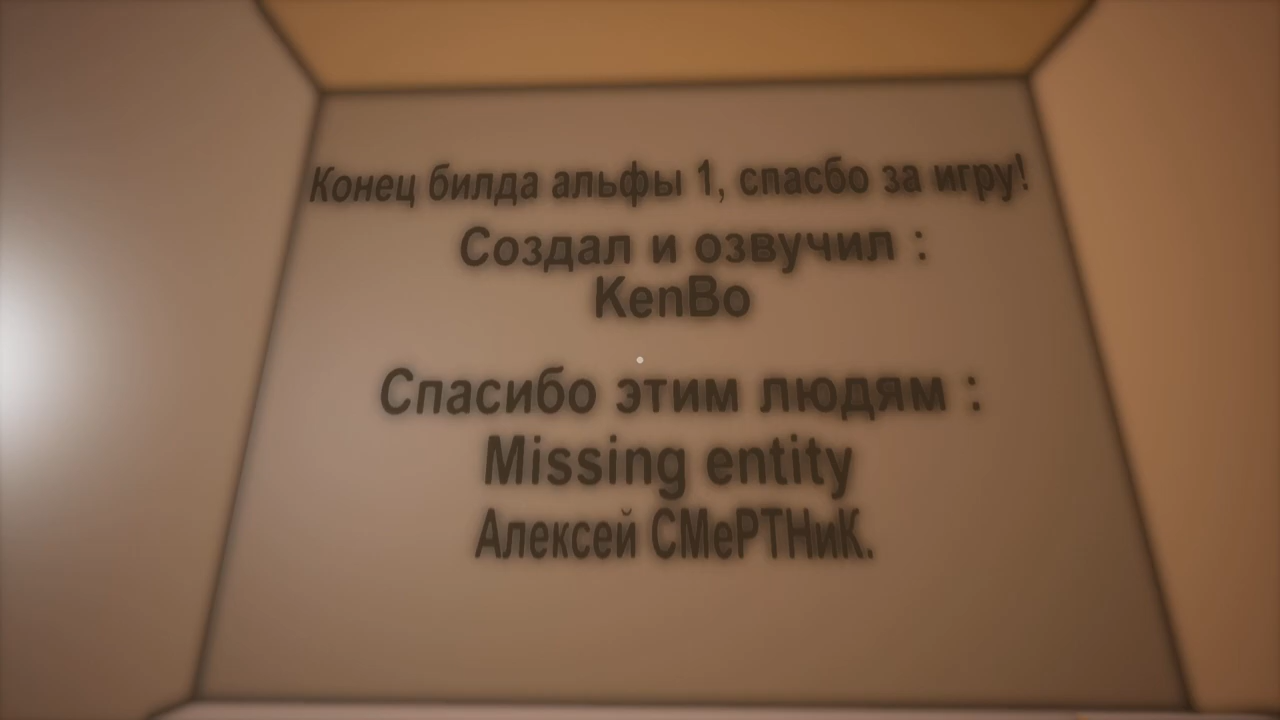 Конец билда альфы 1, спасбо за игру!
Создал и озвучил :
KenBo
Спасибо этим людям :
Missing entity
Алексей СМеРТНиК.